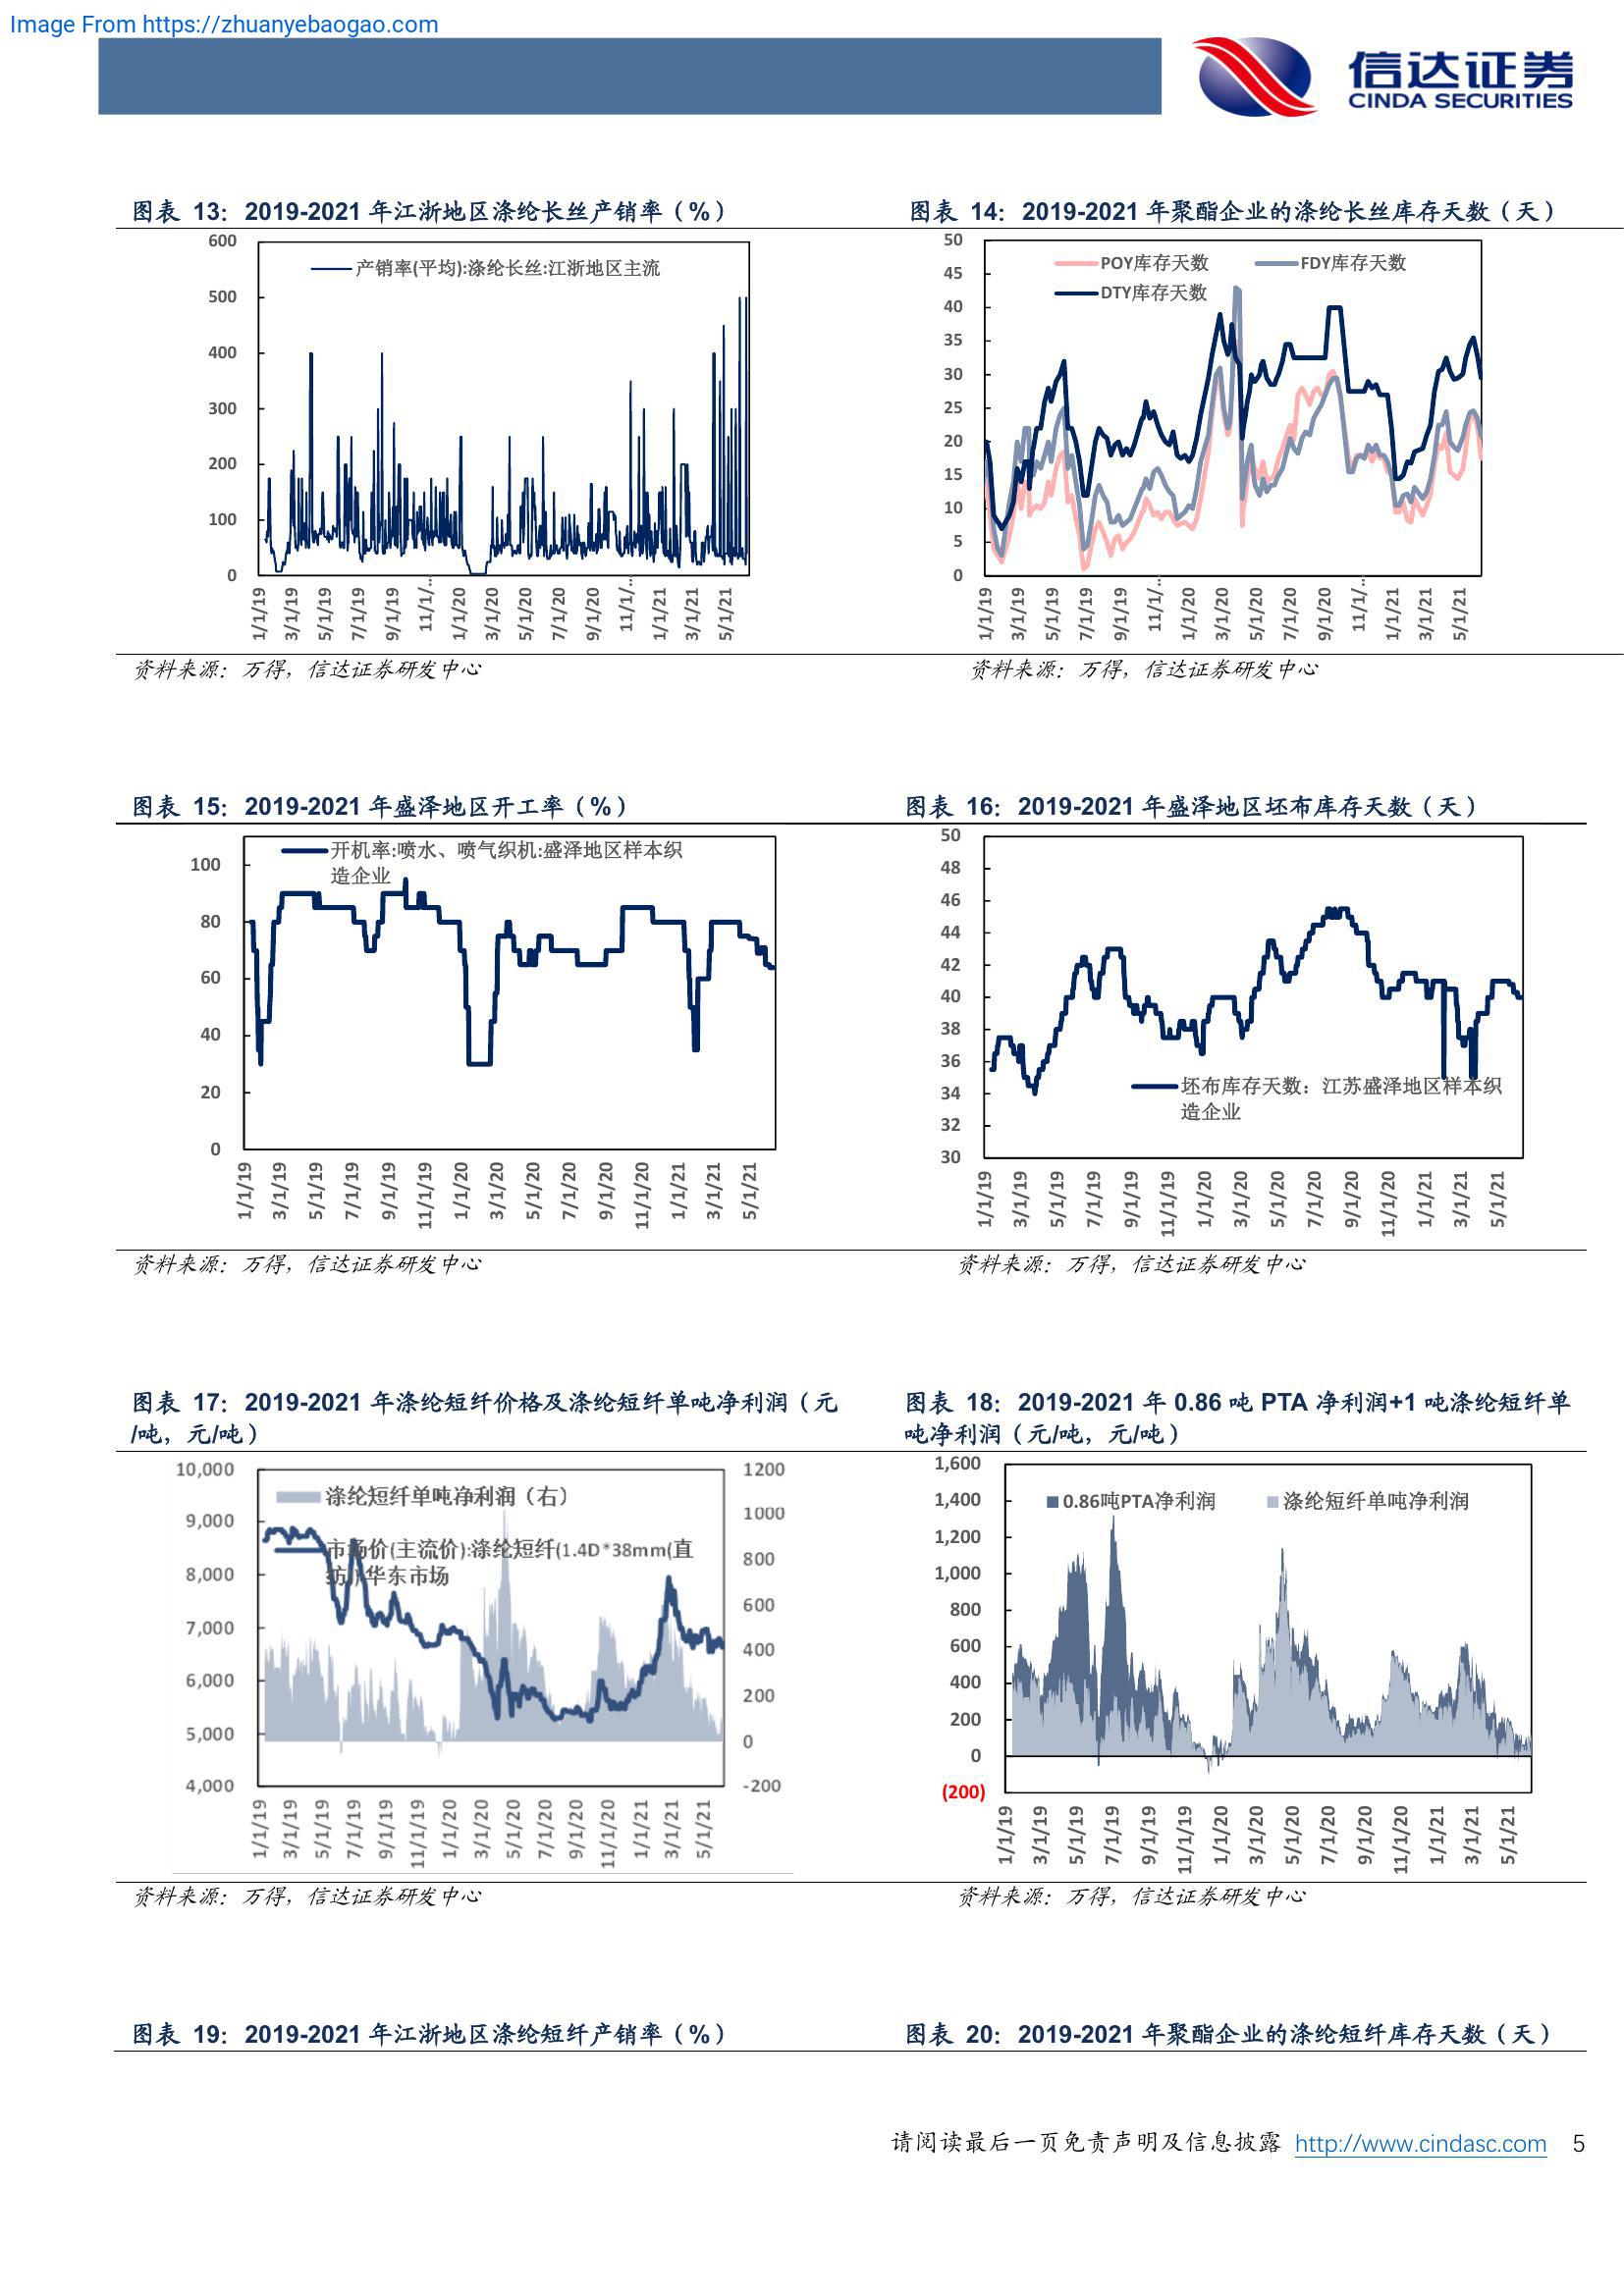 Image From https://zhuanyebaogao.com
信达证券
CINDA SECURITIES
图表 13：2019-2021 年江浙地区涤纶长丝产销率（%）
600
500
400
300
200
100
0
产销率(平均):涤纶长丝:江浙地区主流
1/1/19 3/1/19 5/1/19 7/1/19 9/1/19 11/1/… 1/1/20 3/1/20 5/1/20 7/1/20 9/1/20 11/1/… 1/1/21 3/1/21 5/1/21
资料来源：万得，信达证券研发中心
图表 14：2019-2021 年聚酯企业的涤纶长丝库存天数（天）
50
45
40
35
30
25
20
15
10
5
0
POY库存天数 FDY库存天数
DTY库存天数
1/1/19 3/1/19 5/1/19 7/1/19 9/1/19 11/1/… 1/1/20 3/1/20 5/1/20 7/1/20 9/1/20 11/1/… 1/1/21 3/1/21 5/1/21
资料来源：万得，信达证券研发中心
图表 15：2019-2021 年盛泽地区开工率（%）
100
80
60
40
20
0
开机率:喷水、喷气织机:盛泽地区样本织
造企业
1/1/19 3/1/19 5/1/19 7/1/19 9/1/19 11/1/19 1/1/20 3/1/20 5/1/20 7/1/20 9/1/20 11/1/20 1/1/21 3/1/21 5/1/21
资料来源：万得，信达证券研发中心
图表 16：2019-2021 年盛泽地区坯布库存天数（天）
50
48
46
44
42
40
38
36
34
32
30
坯布库存天数：江苏盛泽地区样本织
造企业
1/1/19 3/1/19 5/1/19 7/1/19 9/1/19 11/1/19 1/1/20 3/1/20 5/1/20 7/1/20 9/1/20 11/1/20 1/1/21 3/1/21 5/1/21
资料来源：万得，信达证券研发中心
图表 17：2019-2021 年涤纶短纤价格及涤纶短纤单吨净利润（元
/吨，元/吨）
10,000
9,000
8,000
7,000
6,000
5,000
4,000
涤纶短纤单吨净利润（右）
市场价(主流价):涤纶短纤(1.4D*38mm(直
纺)):华东市场
1200
1000
800
600
400
200
0
-200
1/1/19 3/1/19 5/1/19 7/1/19 9/1/19 11/1/19 1/1/20 3/1/20 5/1/20 7/1/20 9/1/20 11/1/20 1/1/21 3/1/21 5/1/21
资料来源：万得，信达证券研发中心
图表 18：2019-2021 年 0.86 吨 PTA 净利润+1 吨涤纶短纤单
吨净利润（元/吨，元/吨）
1,600
1,400
1,200
1,000
800
600
400
200
0
(200)
0.86吨PTA净利润 涤纶短纤单吨净利润
1/1/19 3/1/19 5/1/19 7/1/19 9/1/19 11/1/19 1/1/20 3/1/20 5/1/20 7/1/20 9/1/20 11/1/20 1/1/21 3/1/21 5/1/21
资料来源：万得，信达证券研发中心
图表 19：2019-2021 年江浙地区涤纶短纤产销率（%）
图表 20：2019-2021 年聚酯企业的涤纶短纤库存天数（天）
请阅读最后一页免责声明及信息披露 http://www.cindasc.com 5